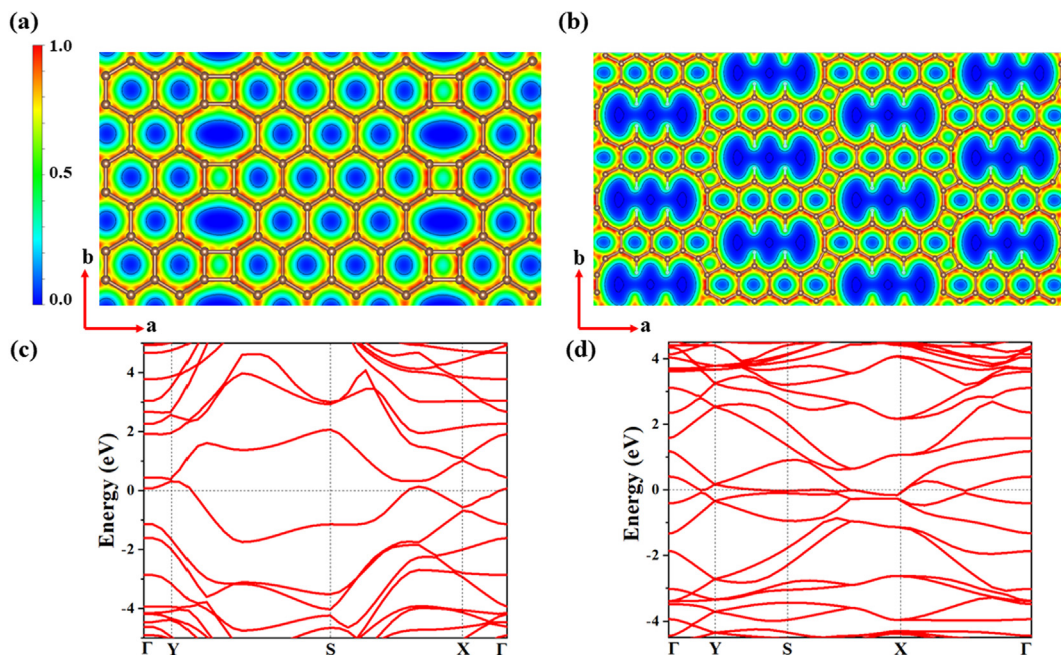 (a)
(b)
1.0
0.5
0.0
b
a
b
a
(c)
(d)
Energy (eV)
4
2
0
-2
-4
Γ Y S X Γ
Energy (eV)
4
2
0
-2
-4
Γ Y S X Γ